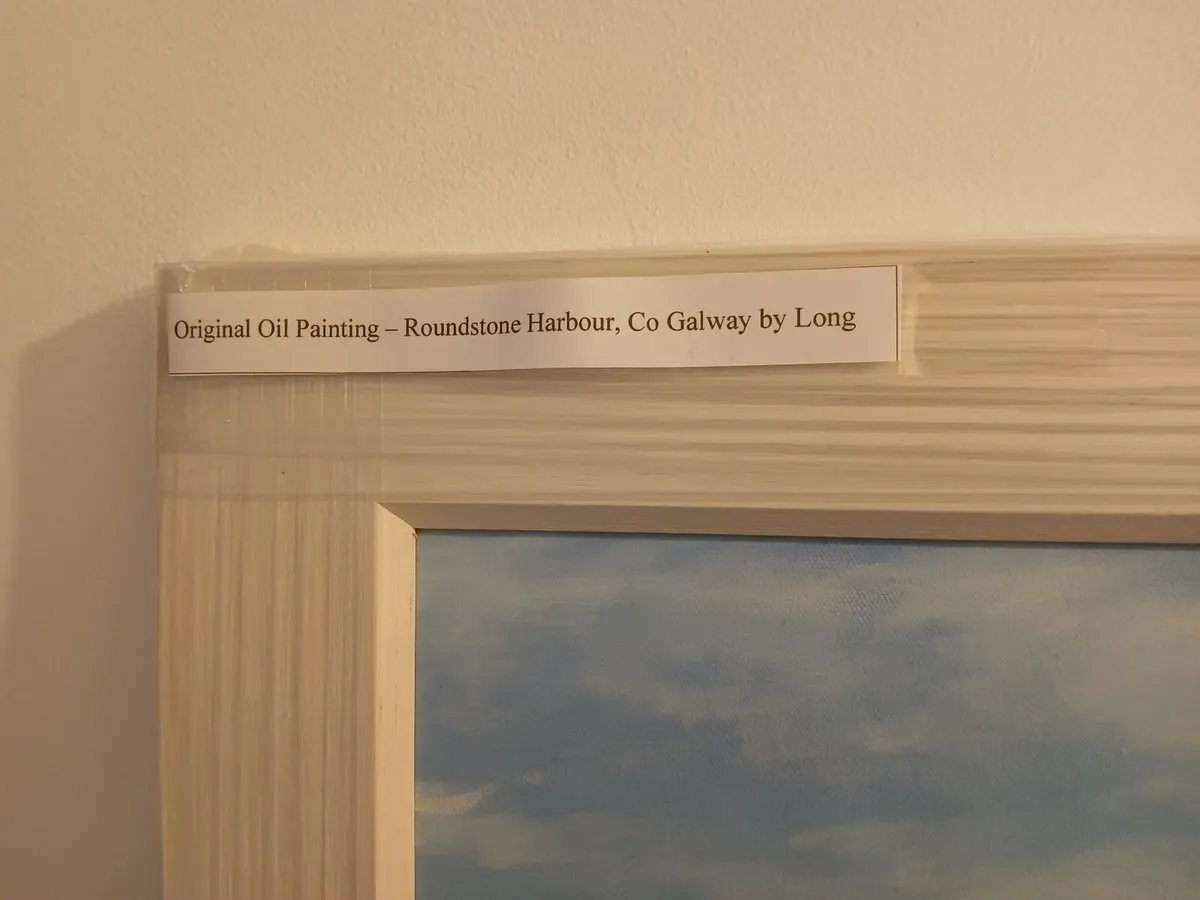 Original Oil Painting – Roundstone Harbour, Co Galway by Long